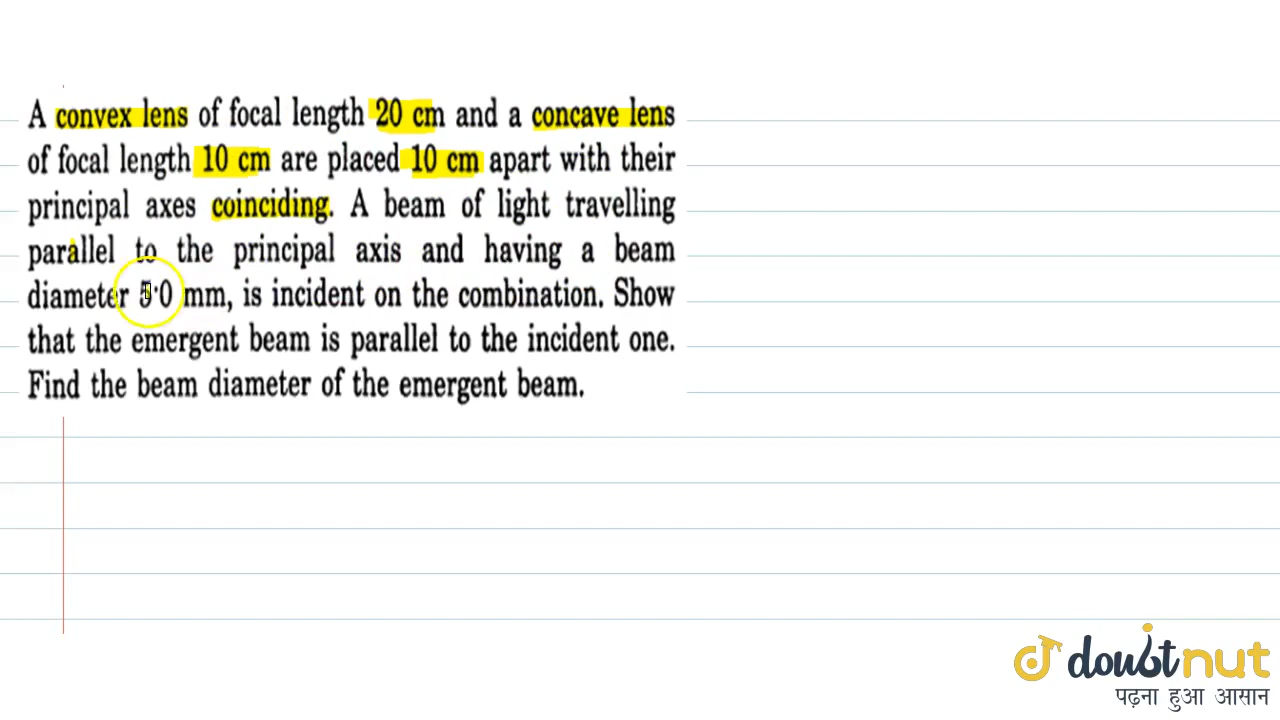 A convex lens of focal length 20 cm and a concave lens
of focal length 10 cm are placed 10 cm apart with their
principal axes coinciding. A beam of light travelling
parallel to the principal axis and having a beam
diameter 5·0 mm, is incident on the combination. Show
that the emergent beam is parallel to the incident one.
Find the beam diameter of the emergent beam.
doubtnut
पढ़ना हुआ आसान